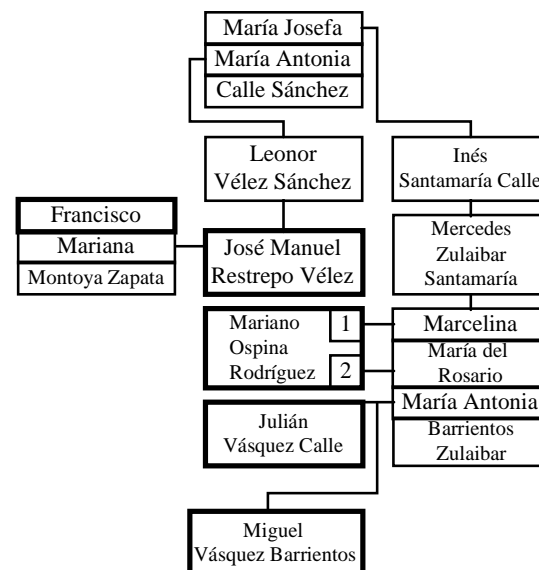 María Josefa
María Antonia
Calle Sánchez
Leonor
Vélez Sánchez
Inés
Santamaría Calle
Francisco
Mariana
Montoya Zapata
José Manuel
Restrepo Vélez
Mercedes
Zulaibar
Santamaría
Mariano
Ospina
Rodríguez
1
2
Marcelina
María del
Rosario
María Antonia
Barrientos
Zulaibar
Julián
Vásquez Calle
Miguel
Vásquez Barrientos